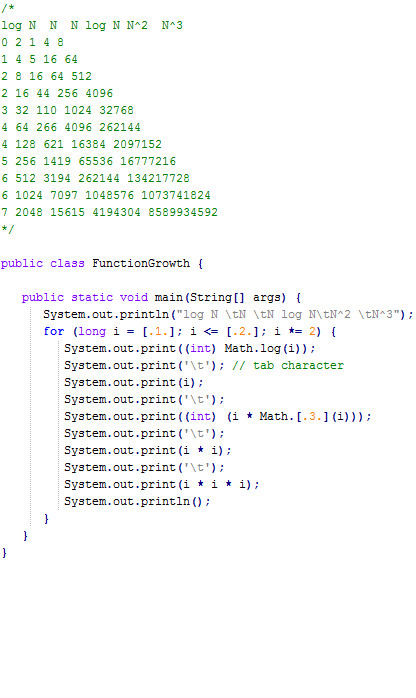 /*
log N  N  N log N N^2  N^3
0 2 1 4 8
1 4 5 16 64
2 8 16 64 512
2 16 44 256 4096
3 32 110 1024 32768
4 64 266 4096 262144
4 128 621 16384 2097152
5 256 1419 65536 16777216
6 512 3194 262144 134217728
6 1024 7097 1048576 1073741824
7 2048 15615 4194304 8589934592
*/
public class FunctionGrowth {
public static void main(String[] args) {
System.out.println("log N \tN \tN log N\tN^2 \tN^3");
for (long i = [.1.]; i <= [.2.]; i *= 2) {
System.out.print((int) Math.log(i));
System.out.print('\t'); // tab character
System.out.print(i);
System.out.print('\t');
System.out.print((int) (i * Math.[.3.](i)));
System.out.print('\t');
System.out.print(i * i);
System.out.print('\t');
System.out.print(i * i * i);
System.out.println();
}
}
}